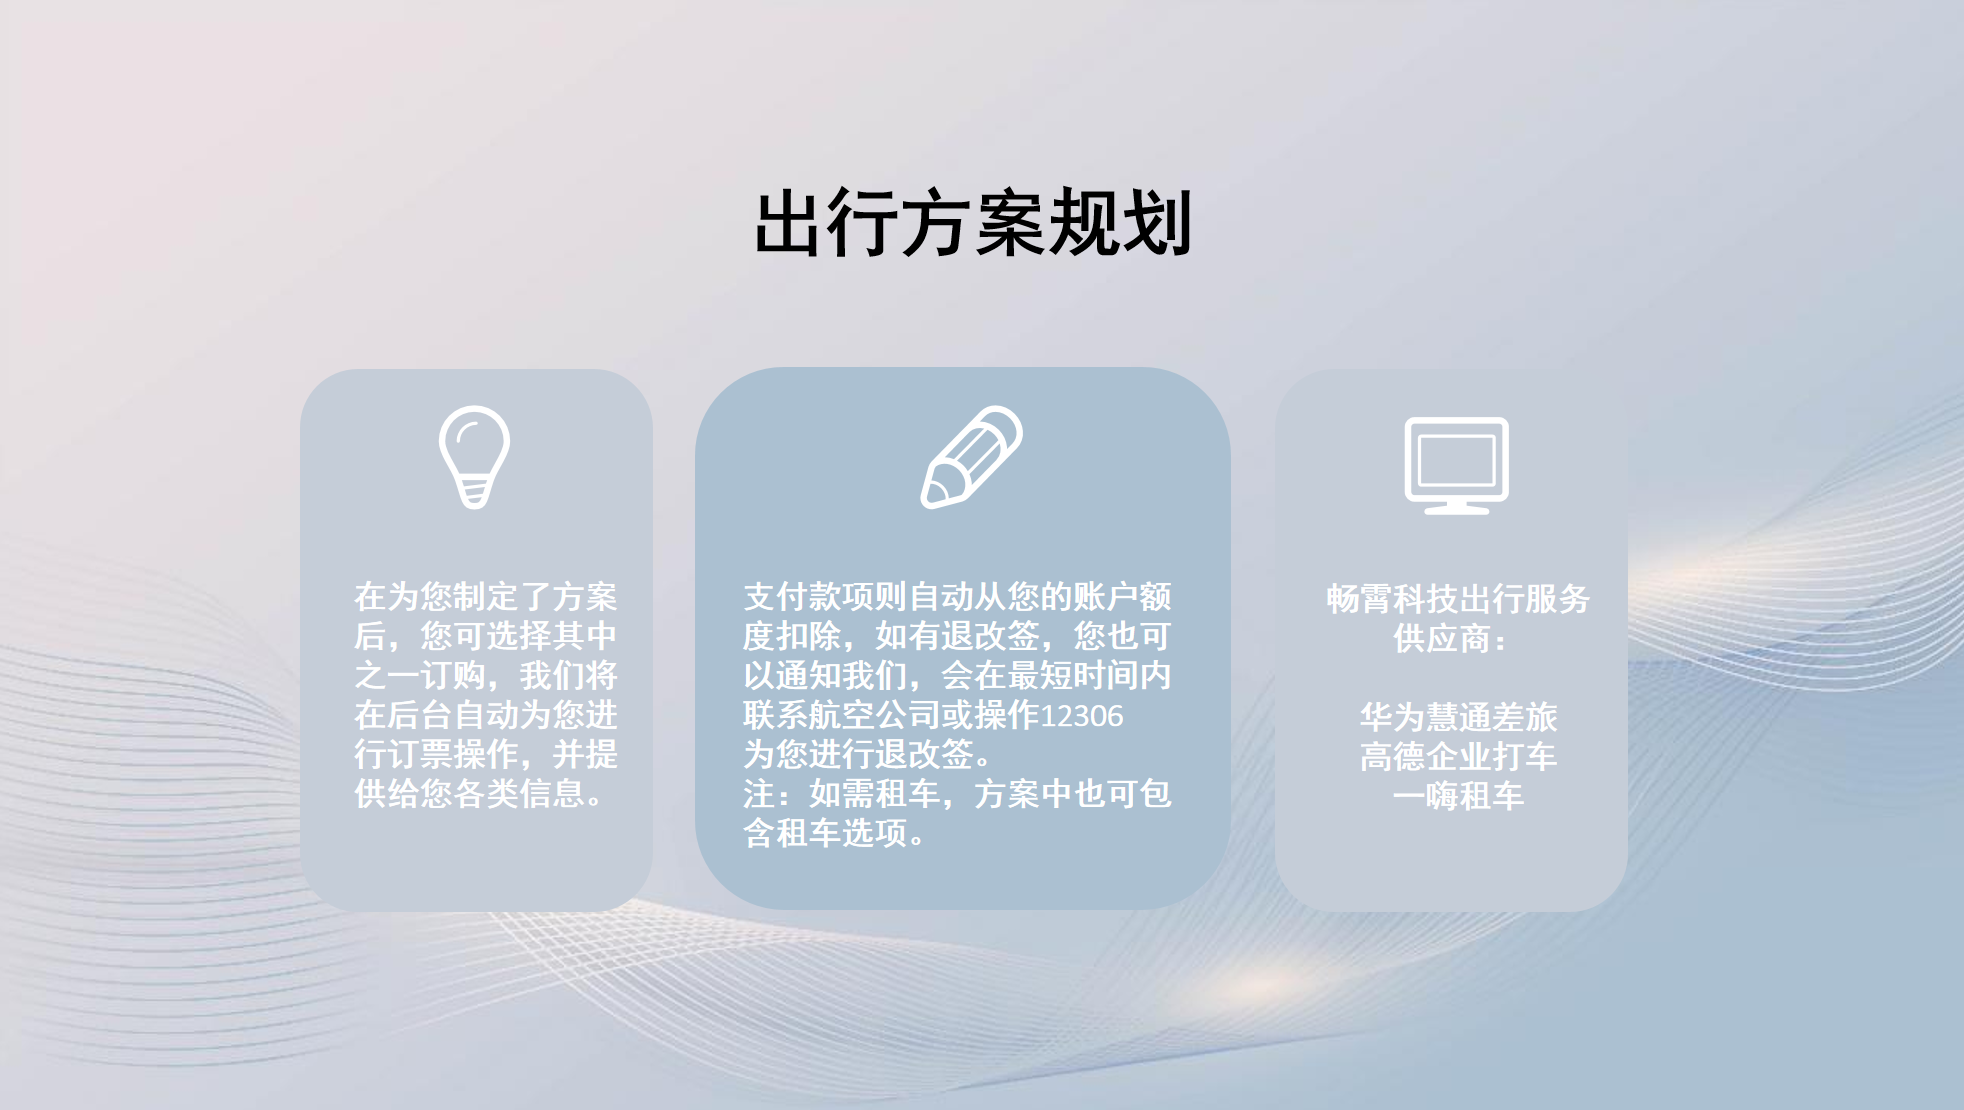 出行方案规划
在为您制定了方案
后，您可选择其中
之一订购，我们将
在后台自动为您进
行订票操作，并提
供给您各类信息。
支付款项则自动从您的账户额
度扣除，如有退改签，您也可
以通知我们，会在最短时间内
联系航空公司或操作12306
为您进行退改签。
注：如需租车，方案中也可包
含租车选项。
畅霄科技出行服务
供应商：
华为慧通差旅
高德企业打车
一嗨租车